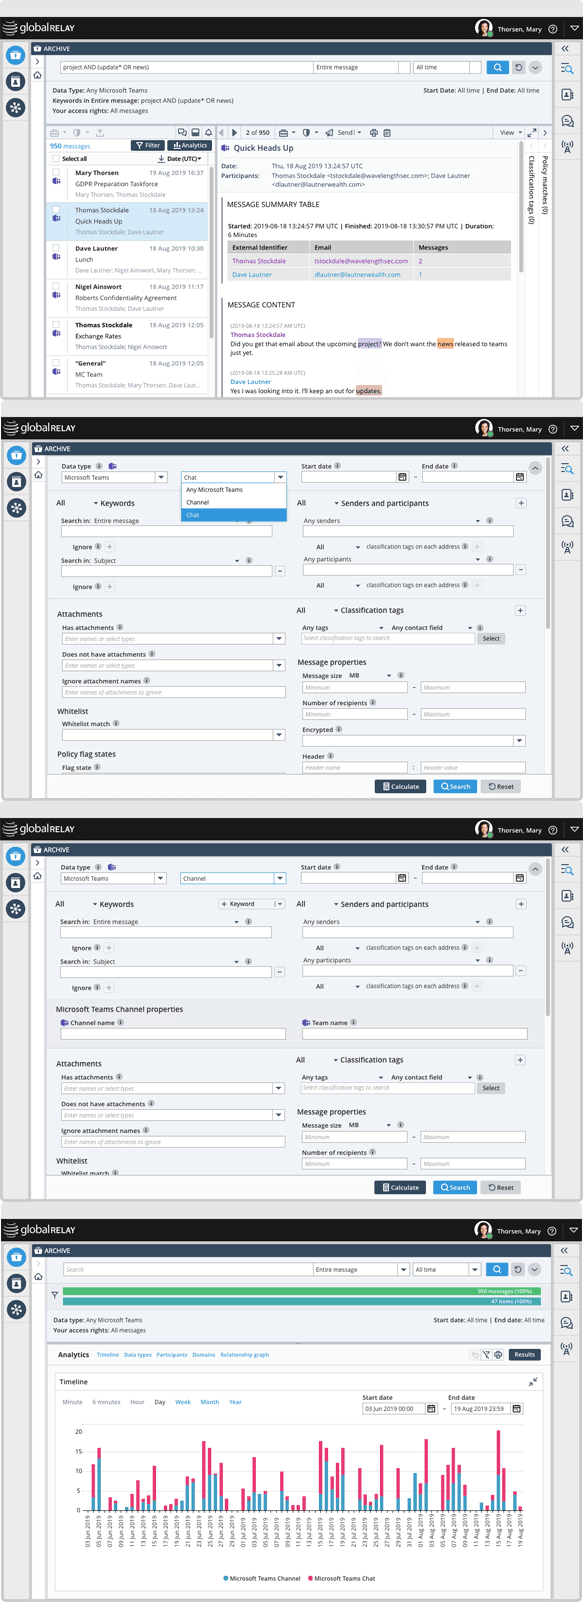 globalRELAY
Thorsen, Mary
ARCHIVE
project AND (update* OR news)
Entire message
All time
Data Type: Any Microsoft Teams
Start Date: All time | End Date: All time
Keywords in Entire message: project AND (update* OR news)
Your access rights: All messages
2 of 950
Send
View
950 messages
Filter
Analytics
Select all
Date (UTC)
Mary Thorsen 19 Aug 2019 16:37
GDPR Preparation Taskforce
Mary Thorsen; Thomas Stockdale
Thomas Stockdale 18 Aug 2019 13:24
Quick Heads Up
Thomas Stockdale; Dave Lautner
Dave Lautner 18 Aug 2019 10:30
Lunch
Dave Lautner; Nigel Ainswort, Mary Thorsen; ...
Nigel Ainswort 18 Aug 2019 11:17
Roberts Confidentiality Agreement
Thomas Stockdale; Dave Lautner
Thomas Stockdale 18 Aug 2019 12:05
Exchange Rates
Thomas Stockdale; Nigel Ainswort
"General" 18 Aug 2019 12:05
MC Team
Thomas Stockdale; Mary Thorsen; Dave Laut...
Quick Heads Up
Date: Thu, 18 Aug 2019 13:24:57 UTC
Participants: Thomas Stockdale <tstockdale@wavelengthsec.com>; Dave Lautner
<dlautner@lautnerwealth.com>
MESSAGE SUMMARY TABLE
Started: 2019-08-18 13:24:57 PM UTC | Finished: 2019-08-18 13:30:57 PM UTC | Duration:
6 Minutes
External Identifier Email Messages
Thomas Stockdale tstockdale@wavelengthsec.com 2
Dave Lautner dlautner@lautnerwealth.com 1
MESSAGE CONTENT
(2019-08-18 13:24:57 AM UTC)
Thomas Stockdale
Did you get that email about the upcoming project? We don't want the news released to teams
just yet.
(2019-08-18 13:25:28 AM UTC)
Dave Lautner
Yes I was looking into it. I'll keep an out for updates.
Policy matches (0)
Classification tags (0)
globalRELAY
Thorsen, Mary
ARCHIVE
Data type
Microsoft Teams
Chat
Any Microsoft Teams
Channel
Chat
Start date
End date
All Keywords
Search in: Entire message
Ignore
Search in: Subject
Ignore
All Senders and participants
Any senders
All classification tags on each address
Any participants
All classification tags on each address
Attachments
Has attachments
Enter names or select types
Does not have attachments
Enter names or select types
Ignore attachment names
Enter names of attachments to ignore
Whitelist
Whitelist match
Policy flag states
Flag state
All Classification tags
Any tags
Any contact field
Select classification tags to search
Select
Message properties
Message size MB
Minimum – Maximum
Number of recipients
Minimum – Maximum
Encrypted
Header
Header name : Header value
Calculate
Search
Reset
globalRELAY
Thorsen, Mary
ARCHIVE
Data type
Microsoft Teams
Channel
Start date
End date
All Keywords
+ Keyword
Search in: Entire message
Ignore
Search in: Subject
Ignore
All Senders and participants
Any senders
All classification tags on each address
Any participants
All classification tags on each address
Microsoft Teams Channel properties
Channel name
Team name
Attachments
Has attachments
Enter names or select types
Does not have attachments
Enter names or select types
Ignore attachment names
Enter names of attachments to ignore
Whitelist
Whitelist match
All Classification tags
Any tags
Any contact field
Select classification tags to search
Select
Message properties
Message size MB
Minimum – Maximum
Number of recipients
Minimum – Maximum
Calculate
Search
Reset
globalRELAY
Thorsen, Mary
ARCHIVE
Search
Entire message
All time
950 messages (100%)
47 items (100%)
Data type: Any Microsoft Teams
Start date: All time | End date: All time
Your access rights: All messages
Analytics Timeline Data types Participants Domains Relationship graph
Results
Timeline
Minute 6 minutes Hour Day Week Month Year
Start date
03 Jun 2019 00:00
End date
19 Aug 2019 23:59
20
15
10
5
0
03 Jun 2019
05 Jun 2019
07 Jun 2019
09 Jun 2019
11 Jun 2019
13 Jun 2019
15 Jun 2019
17 Jun 2019
19 Jun 2019
21 Jun 2019
23 Jun 2019
25 Jun 2019
27 Jun 2019
29 Jun 2019
01 Jul 2019
03 Jul 2019
05 Jul 2019
07 Jul 2019
09 Jul 2019
11 Jul 2019
13 Jul 2019
15 Jul 2019
17 Jul 2019
19 Jul 2019
21 Jul 2019
23 Jul 2019
25 Jul 2019
27 Jul 2019
29 Jul 2019
31 Jul 2019
01 Aug 2019
03 Aug 2019
05 Aug 2019
07 Aug 2019
09 Aug 2019
11 Aug 2019
13 Aug 2019
15 Aug 2019
17 Aug 2019
19 Aug 2019
Microsoft Teams Channel
Microsoft Teams Chat